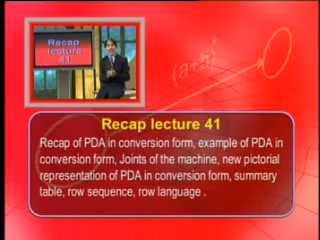 Recap
lecture
41
(a+b)*
Recap lecture 41
Recap of PDA in conversion form, example of PDA in
conversion form, Joints of the machine, new pictorial
representation of PDA in conversion form, summary
table, row sequence, row language .